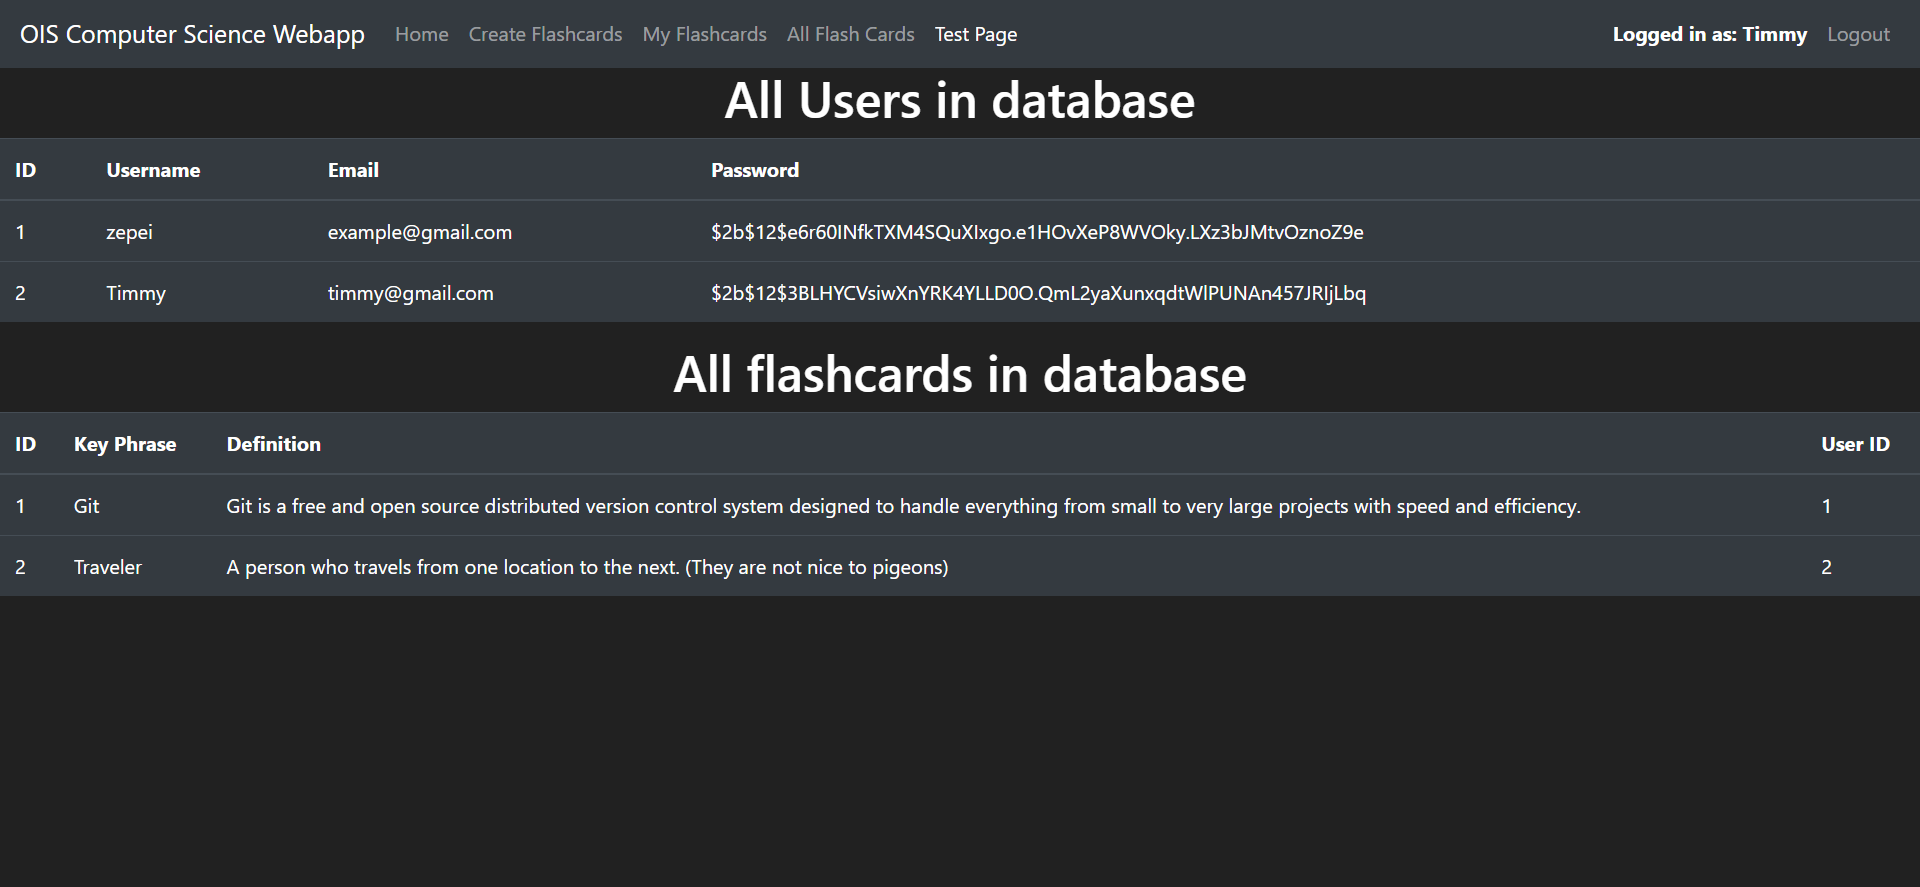 OIS Computer Science Webapp Home Create Flashcards My Flashcards All Flash Cards Test Page Logged in as: Timmy Logout
All Users in database
ID Username Email Password
1 zepei example@gmail.com $2b$12$e6r60INfkTXM4SQuXIxgo.e1HOvXeP8WVOky.LXz3bJMtvOznoZ9e
2 Timmy timmy@gmail.com $2b$12$3BLHYCVsiwXnYRK4YLLD0O.QmL2yaXunxqdtWlPUNAn457JRIjLbq
All flashcards in database
ID Key Phrase Definition User ID
1 Git Git is a free and open source distributed version control system designed to handle everything from small to very large projects with speed and efficiency. 1
2 Traveler A person who travels from one location to the next. (They are not nice to pigeons) 2